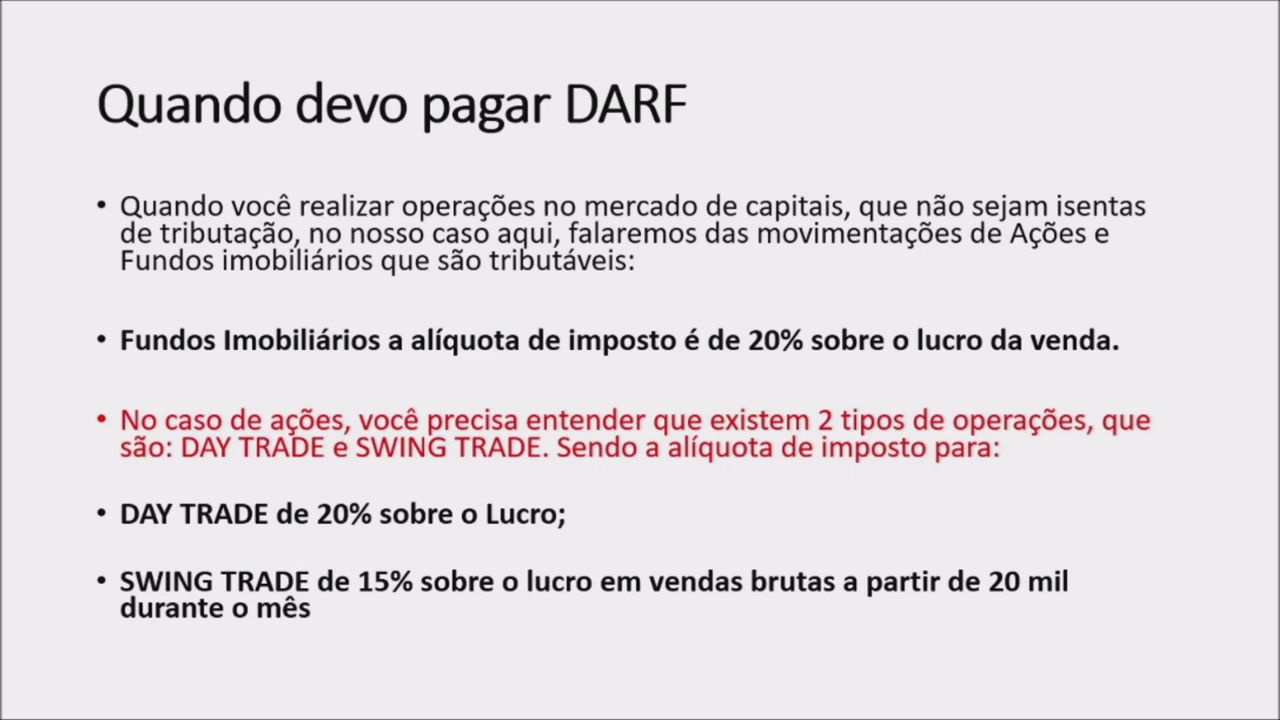 Quando devo pagar DARF
• Quando você realizar operações no mercado de capitais, que não sejam isentas
de tributação, no nosso caso aqui, falaremos das movimentações de Ações e
Fundos imobiliários que são tributáveis:
• Fundos Imobiliários a alíquota de imposto é de 20% sobre o lucro da venda.
• No caso de ações, você precisa entender que existem 2 tipos de operações, que
são: DAY TRADE e SWING TRADE. Sendo a alíquota de imposto para:
• DAY TRADE de 20% sobre o Lucro;
• SWING TRADE de 15% sobre o lucro em vendas brutas a partir de 20 mil
durante o mês